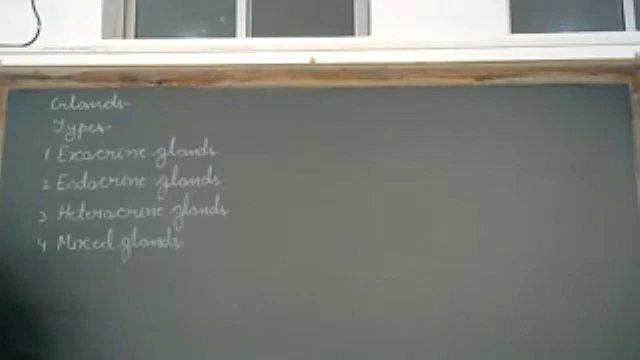 Glands-
Types-
1 Exocrine glands
2 Endocrine glands
3 Heterocrine glands
4 Mixed glands